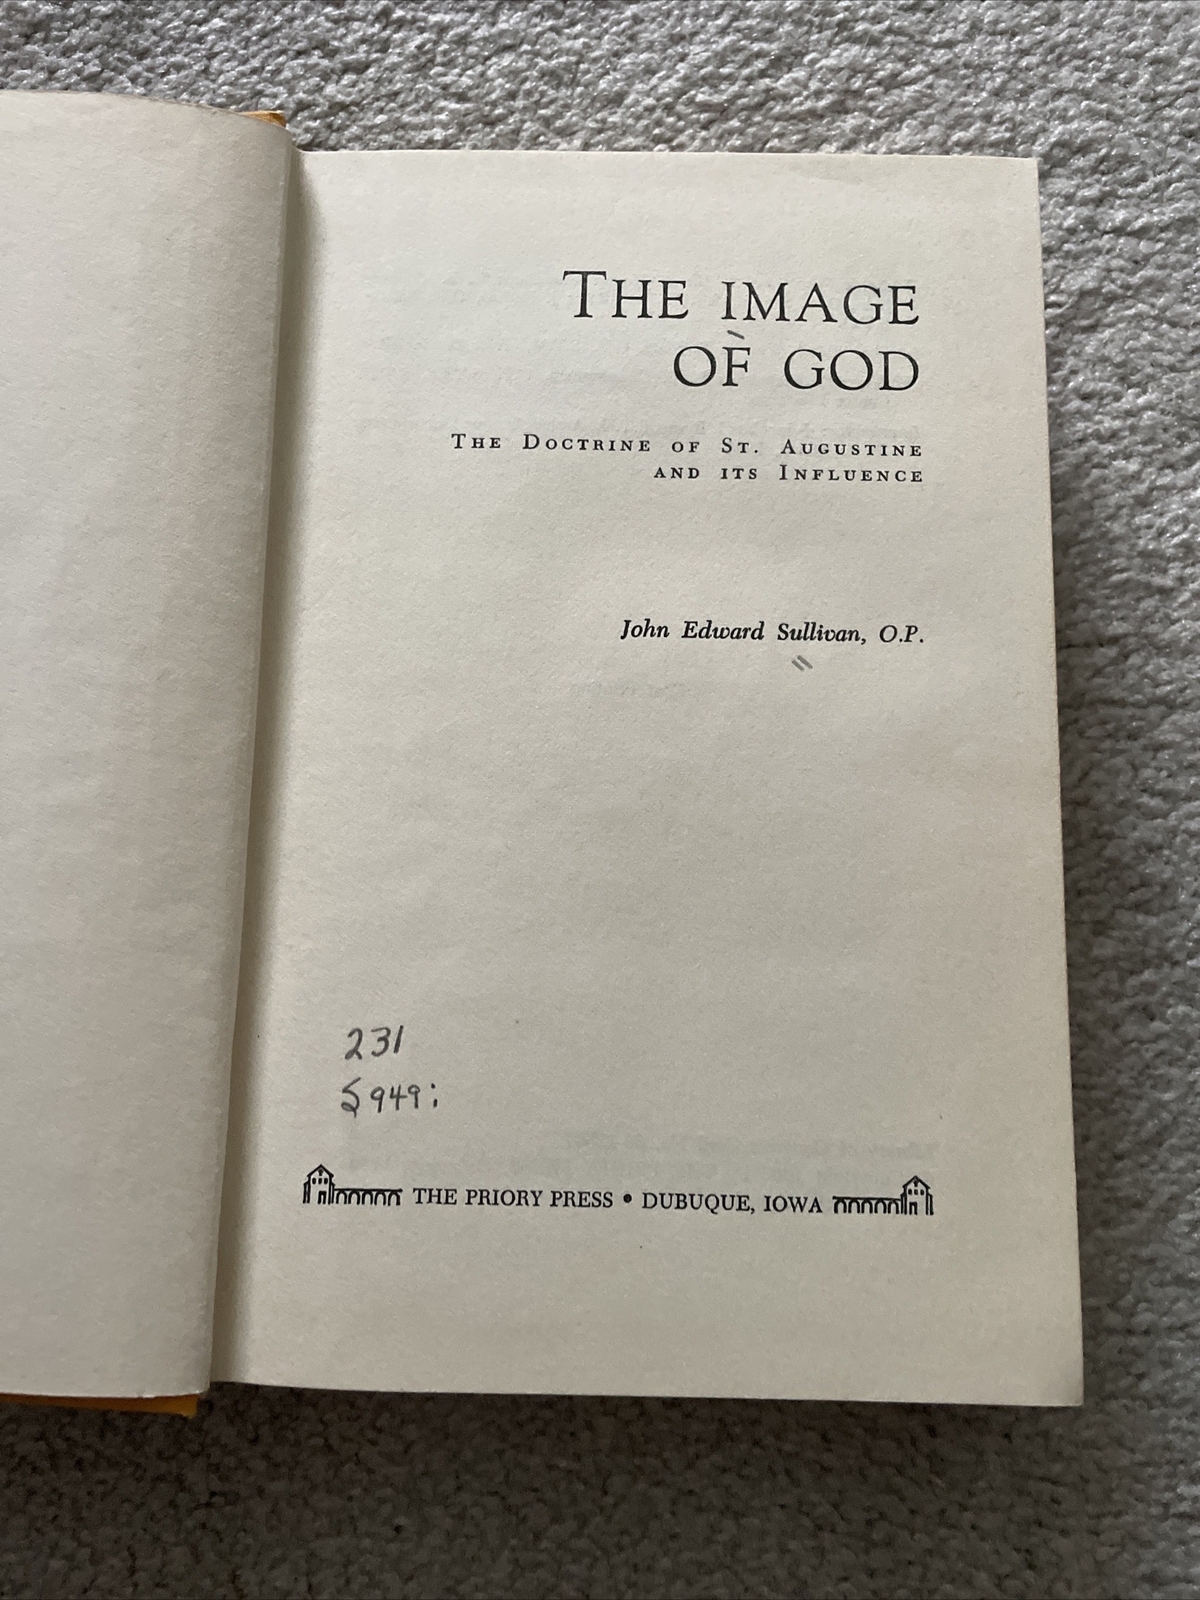 THE IMAGE
OF GOD
THE DOCTRINE OF ST. AUGUSTINE
AND ITS INFLUENCE
John Edward Sullivan, O.P.
231
S949i
THE PRIORY PRESS • DUBUQUE, IOWA